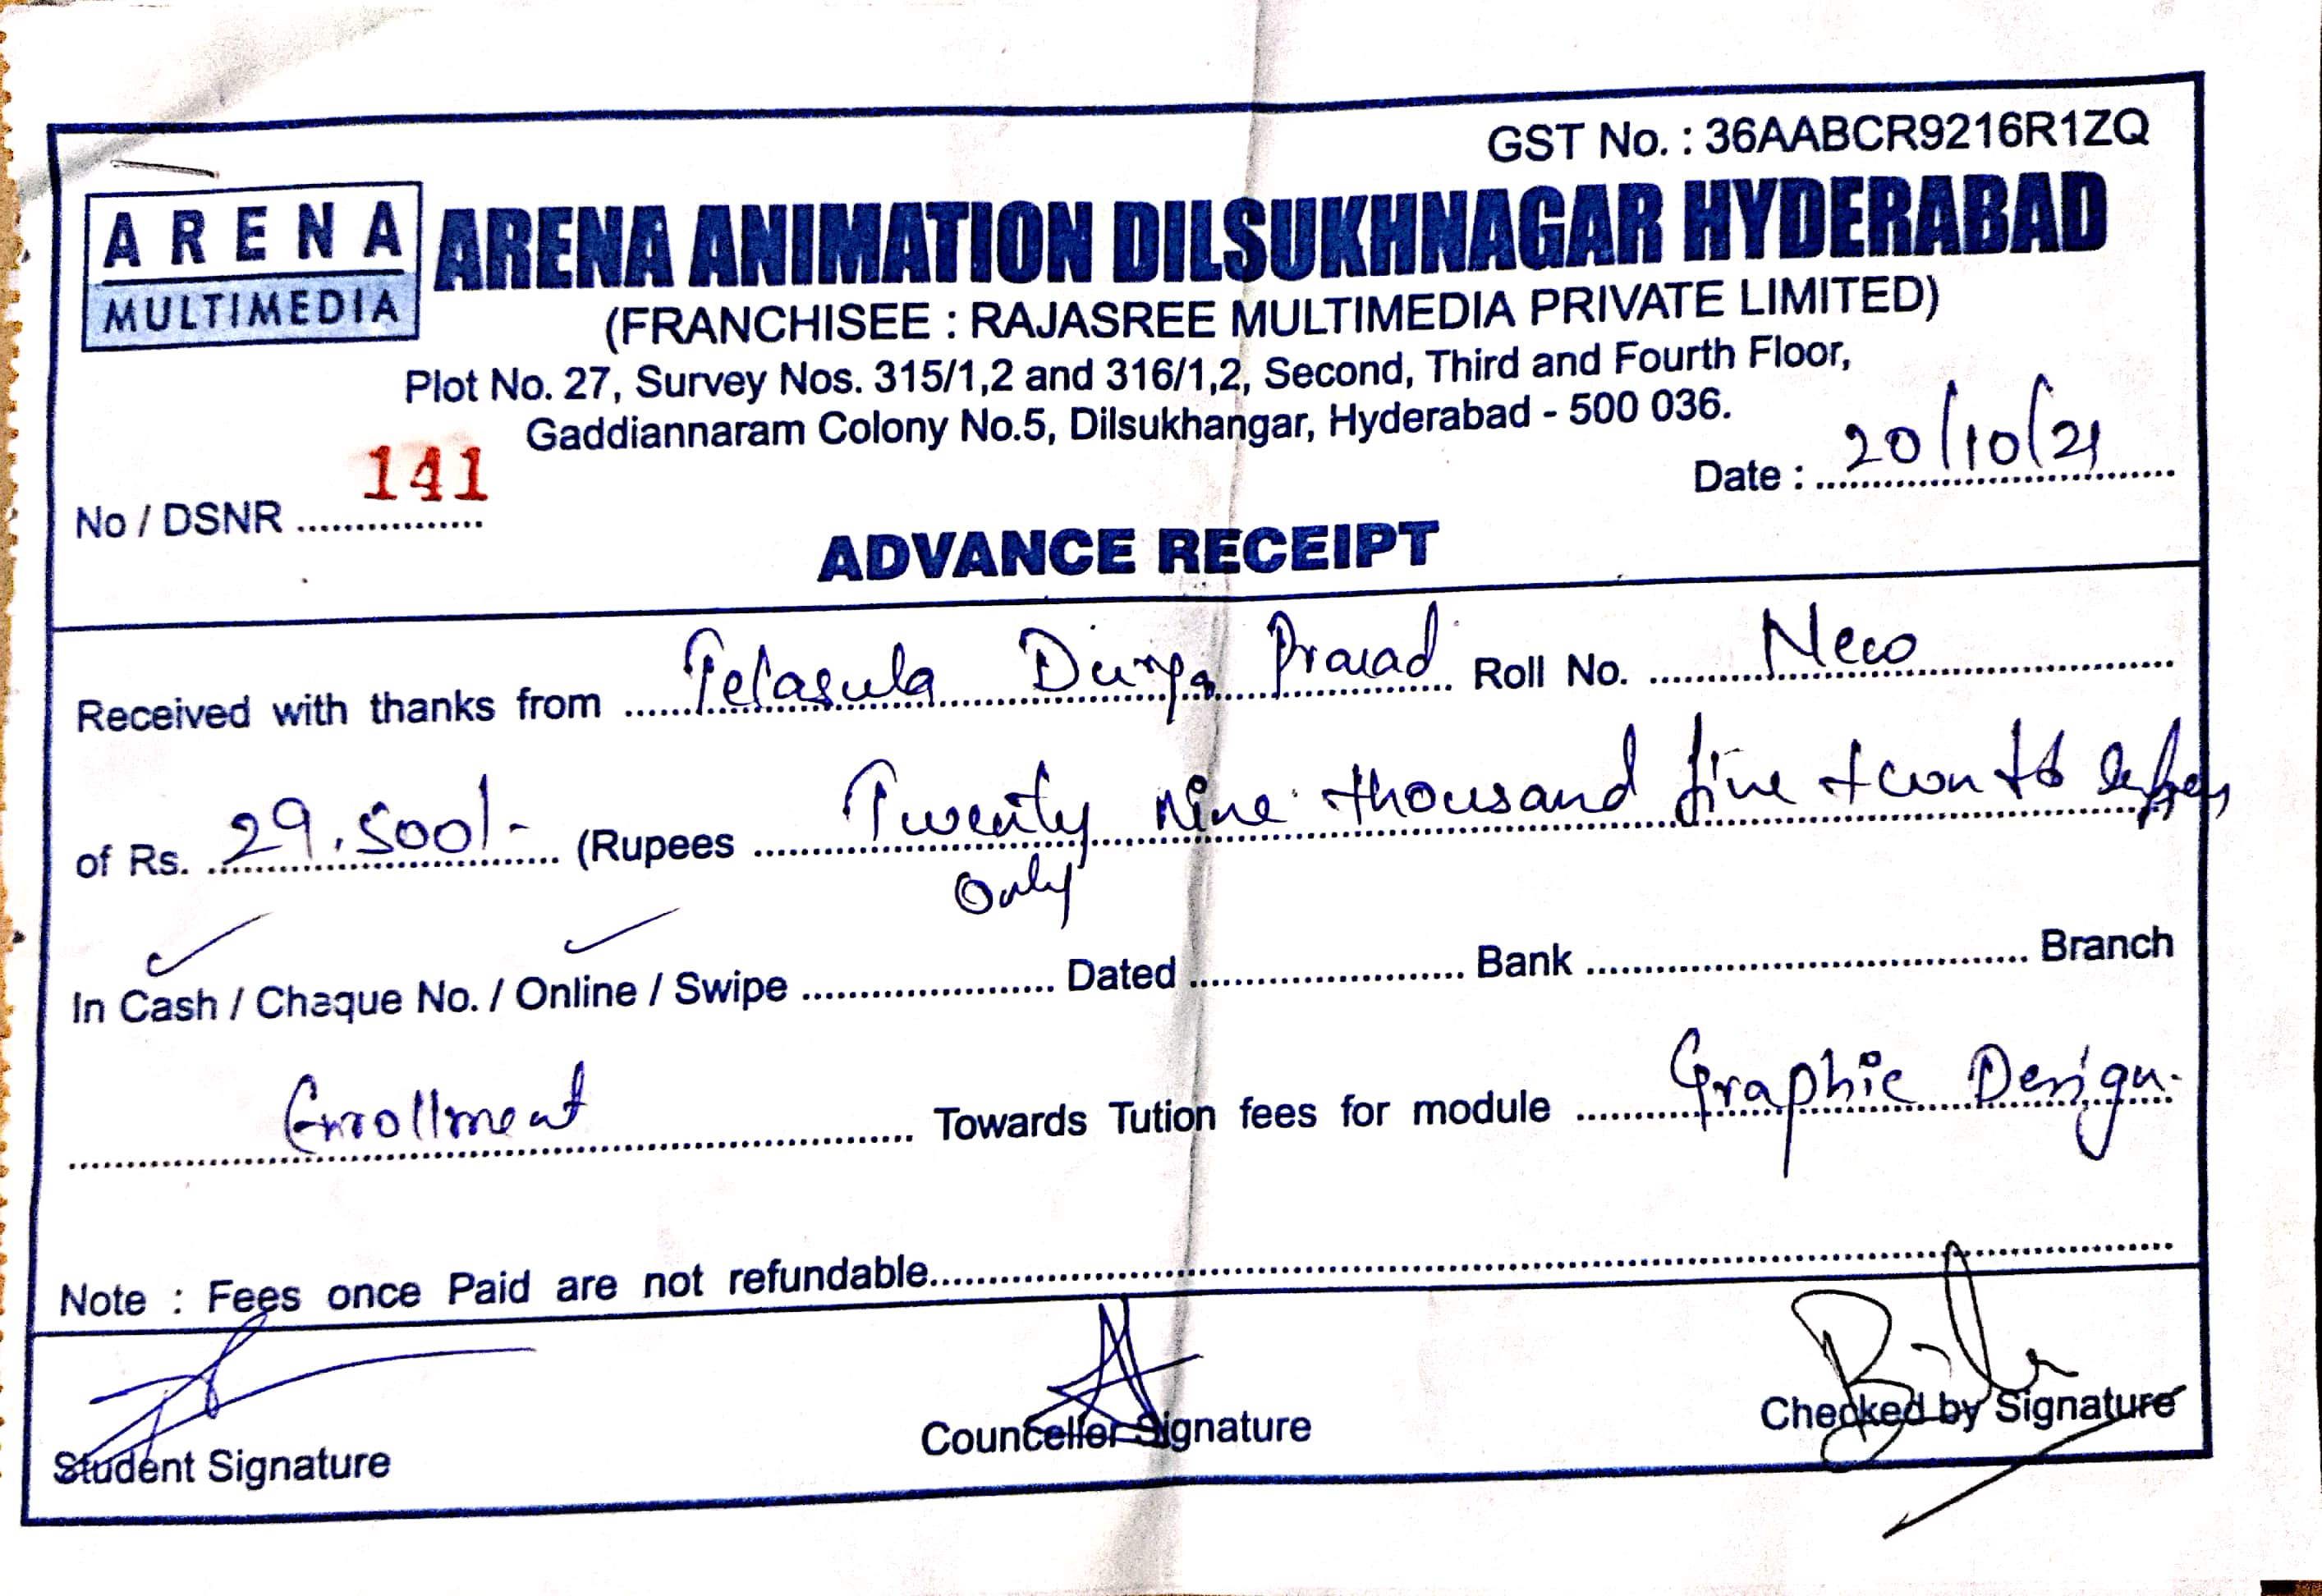 GST No. : 36AABCR9216R1ZQ
ARENA
MULTIMEDIA
ARENA ANIMATION DILSUKHNAGAR HYDERABAD
(FRANCHISEE : RAJASREE MULTIMEDIA PRIVATE LIMITED)
Plot No. 27, Survey Nos. 315/1,2 and 316/1,2, Second, Third and Fourth Floor,
Gaddiannaram Colony No.5, Dilsukhangar, Hyderabad - 500 036.
No / DSNR 141 Date : 20/10/21
ADVANCE RECEIPT
Received with thanks from Pelasula Durga Prasad Roll No. New
of Rs. 29,500/- (Rupees Twenty Nine thousand five
only
In Cash / Chaque No. / Online / Swipe Dated Bank Branch
Enrollment Towards Tution fees for module Graphic Design.
Note : Fees once Paid are not refundable
Student Signature Counceller Signature Checked by Signature